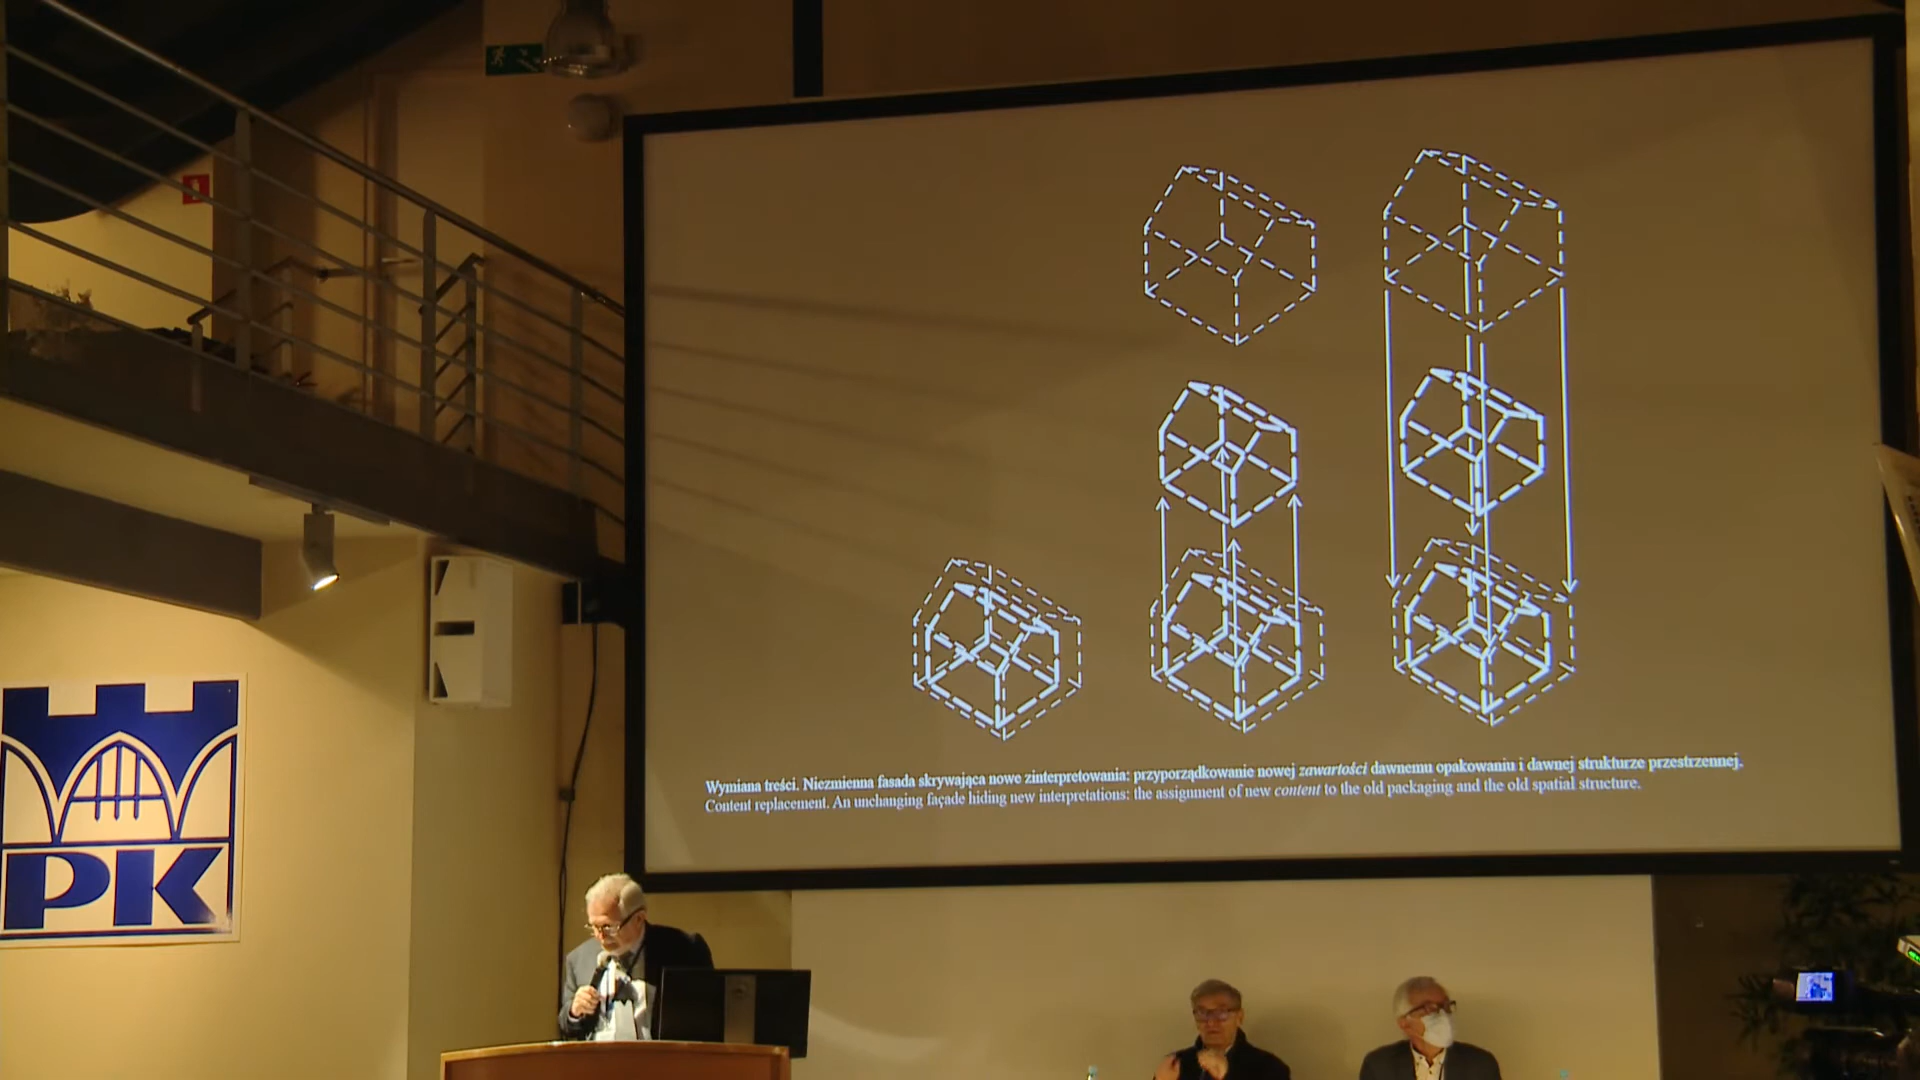 Wymiana treści. Niezmienna fasada skrywająca nowe zinterpretowania: przyporządkowanie nowej zawartości dawnemu opakowaniu i dawnej strukturze przestrzennej.
Content replacement. An unchanging façade hiding new interpretations: the assignment of new content to the old packaging and the old spatial structure.
PK